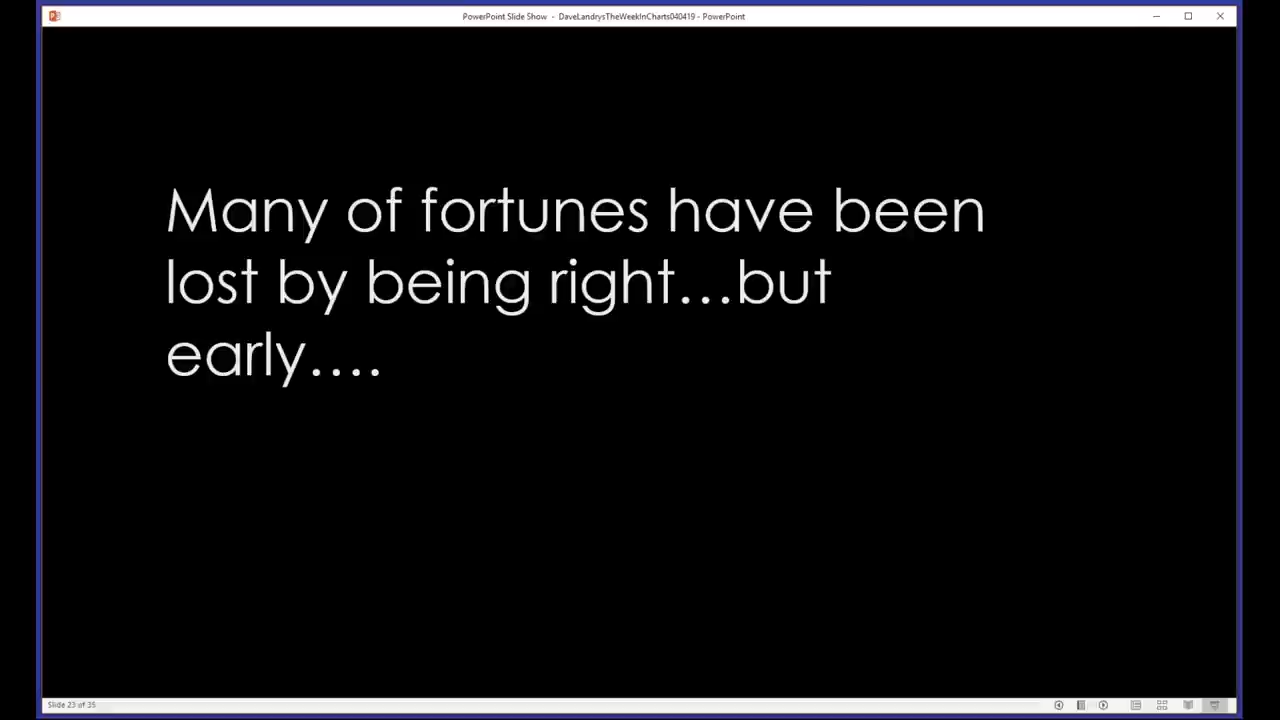 PowerPoint Slide Show - DaveLandrysTheWeekInCharts040419 - PowerPoint
Many of fortunes have been
lost by being right...but
early....
Slide 23 of 35